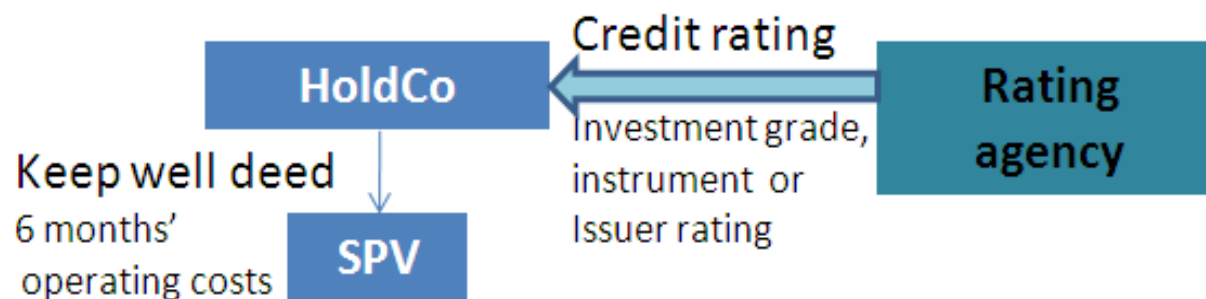 Credit rating
HoldCo
Rating
agency
Investment grade,
instrument or
Issuer rating
Keep well deed
6 months'
operating costs
SPV